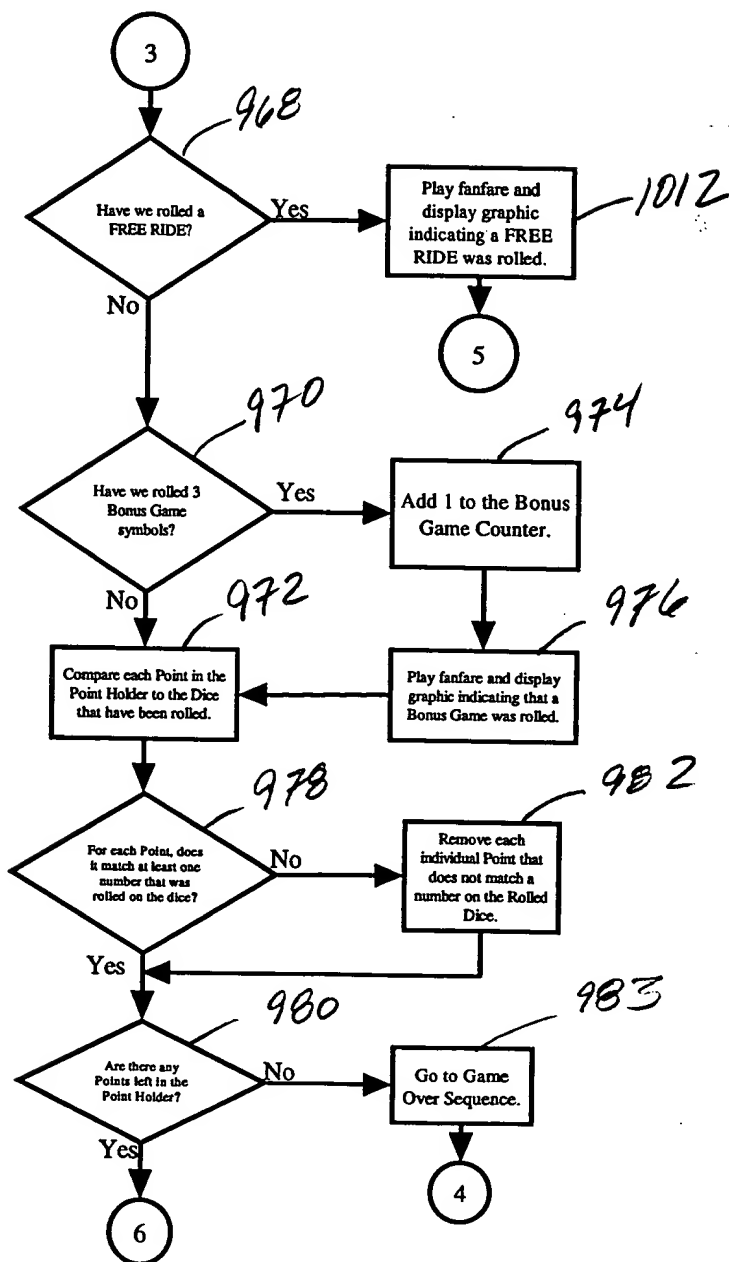 3
968
Have we rolled a
FREE RIDE?
Yes
Play fanfare and
display graphic
indicating a FREE
RIDE was rolled.
1012
No
5
970
Have we rolled 3
Bonus Game
symbols?
Yes
974
Add 1 to the Bonus
Game Counter.
No
972
Compare each Point in the
Point Holder to the Dice
that have been rolled.
976
Play fanfare and display
graphic indicating that a
Bonus Game was rolled.
978
For each Point, does
it match at least one
number that was
rolled on the dice?
No
982
Remove each
individual Point that
does not match a
number on the Rolled
Dice.
Yes
980
Are there any
Points left in the
Point Holder?
No
983
Go to Game
Over Sequence.
Yes
4
6